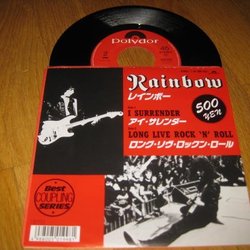 Polydor
Rainbow
レインボー
500
YEN
I SURRENDER
アイ・サレンダー
LONG LIVE ROCK 'N' ROLL
ロング・リヴ・ロックン・ロール
Best
COUPLING
SERIES